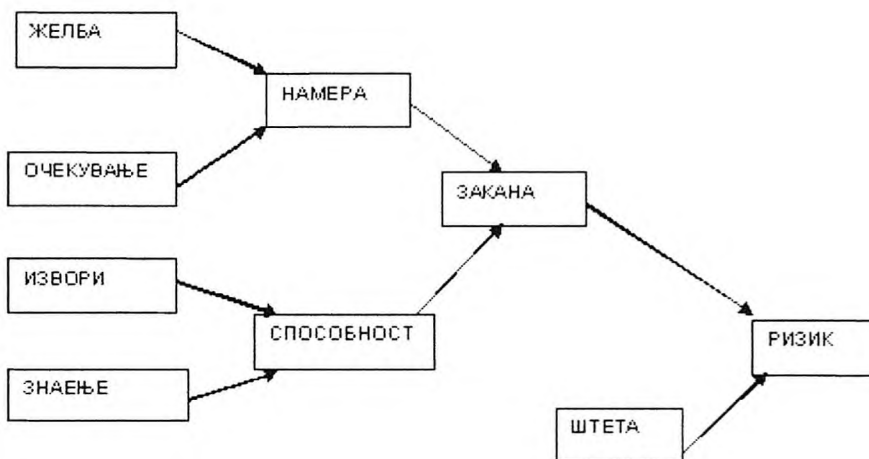 ЖЕЛБА
НАМЕРА
ОЧЕКУВАЊЕ
ЗАКАНА
ИЗВОРИ
СПОСОБНОСТ
РИЗИК
ЗНАЕЊЕ
ШТЕТА